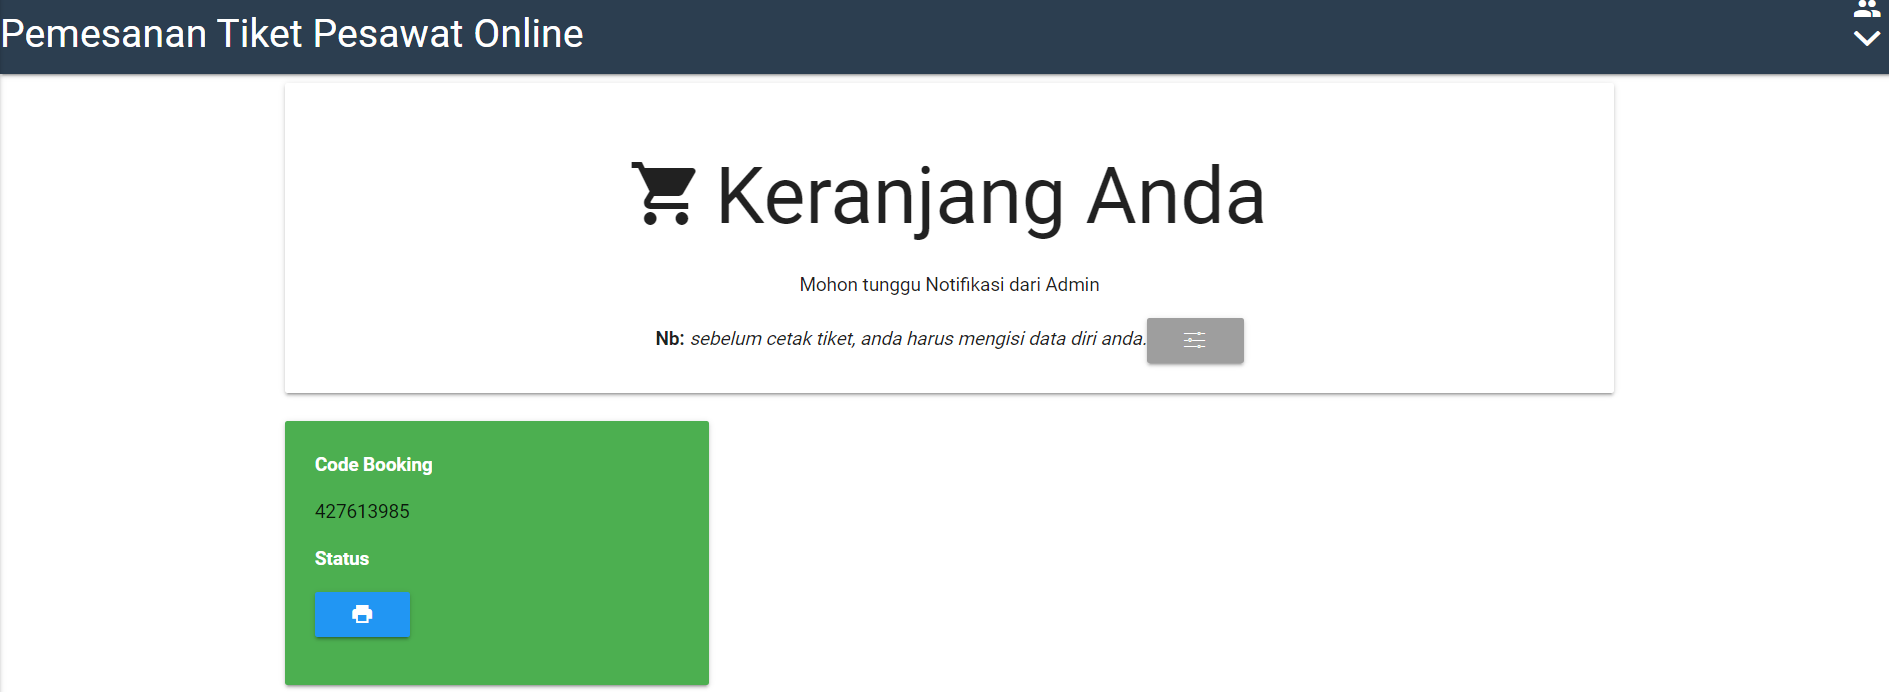 Pemesanan Tiket Pesawat Online
Keranjang Anda
Mohon tunggu Notifikasi dari Admin
Nb: sebelum cetak tiket, anda harus mengisi data diri anda.
Code Booking
427613985
Status